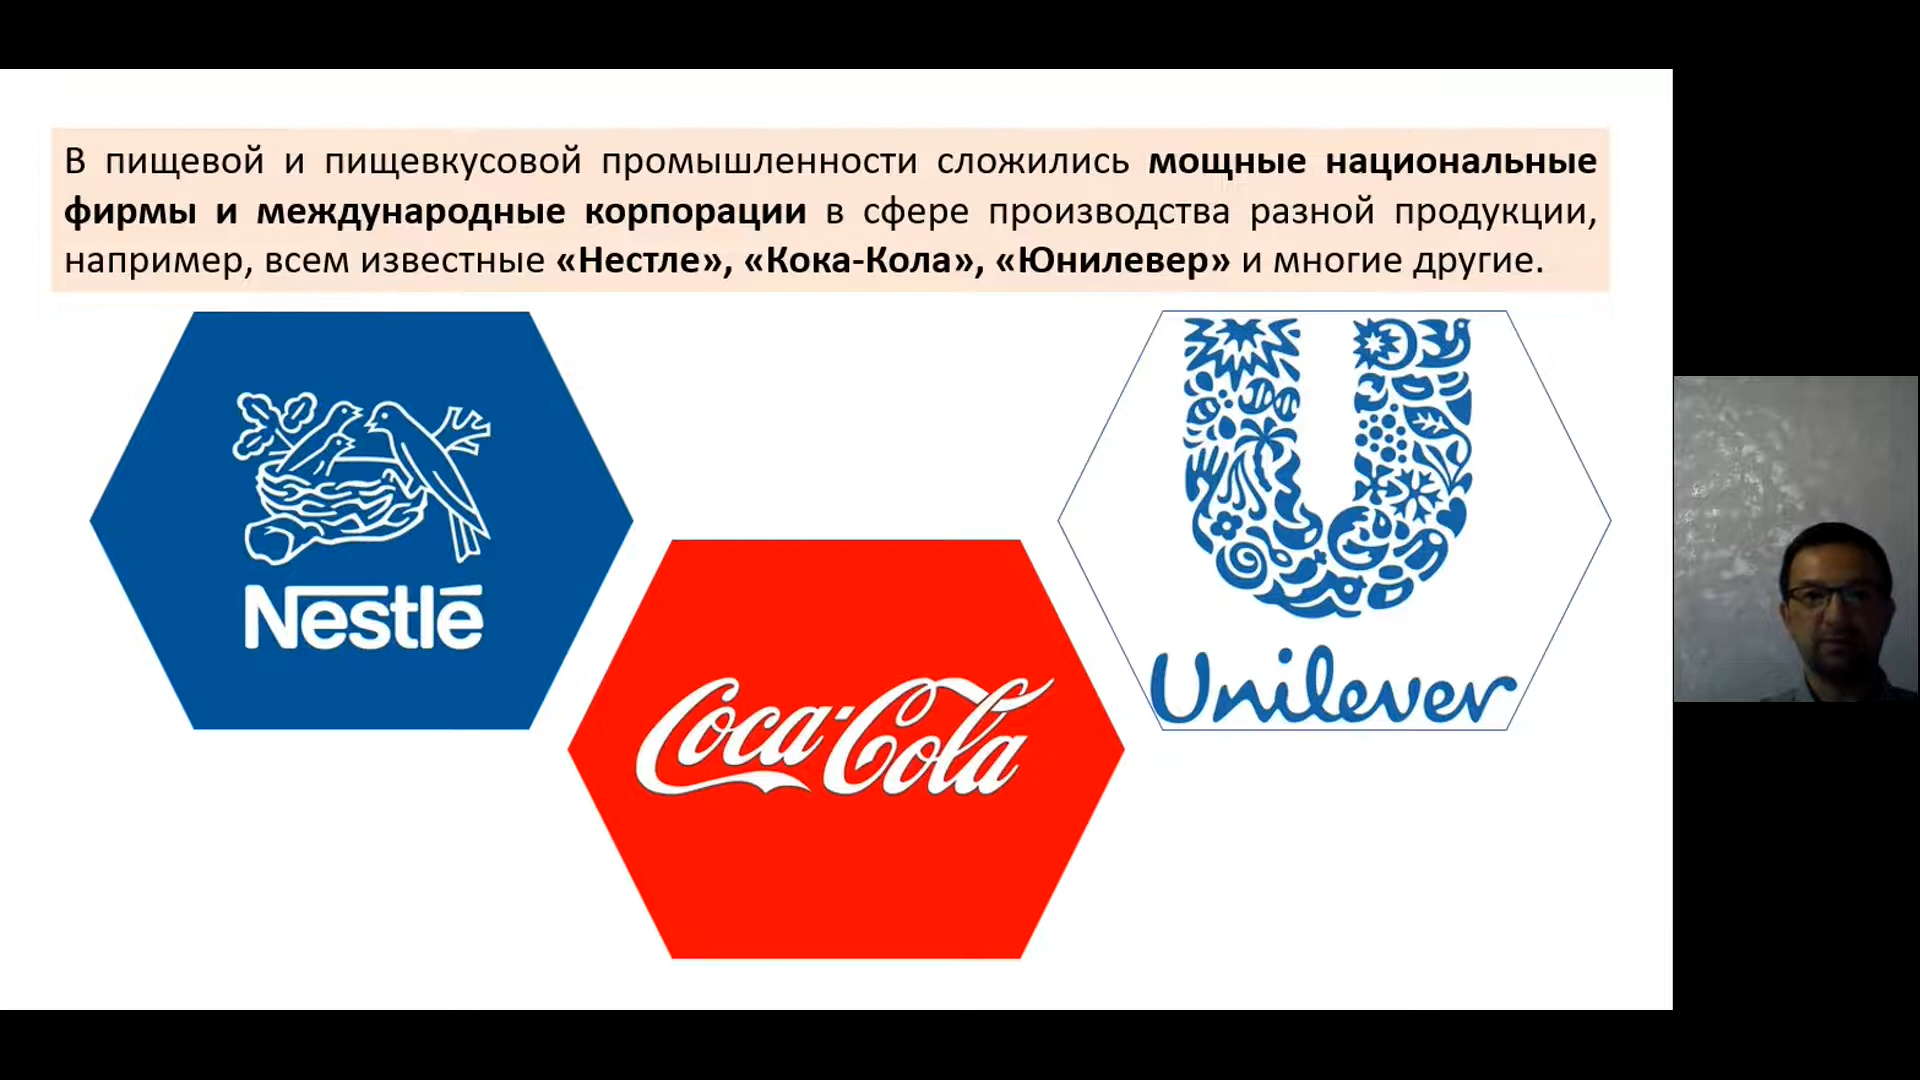 В пищевой и пищевкусовой промышленности сложились мощные национальные
фирмы и международные корпорации в сфере производства разной продукции,
например, всем известные «Нестле», «Кока-Кола», «Юнилевер» и многие другие.
Nestlé
Coca-Cola
Unilever